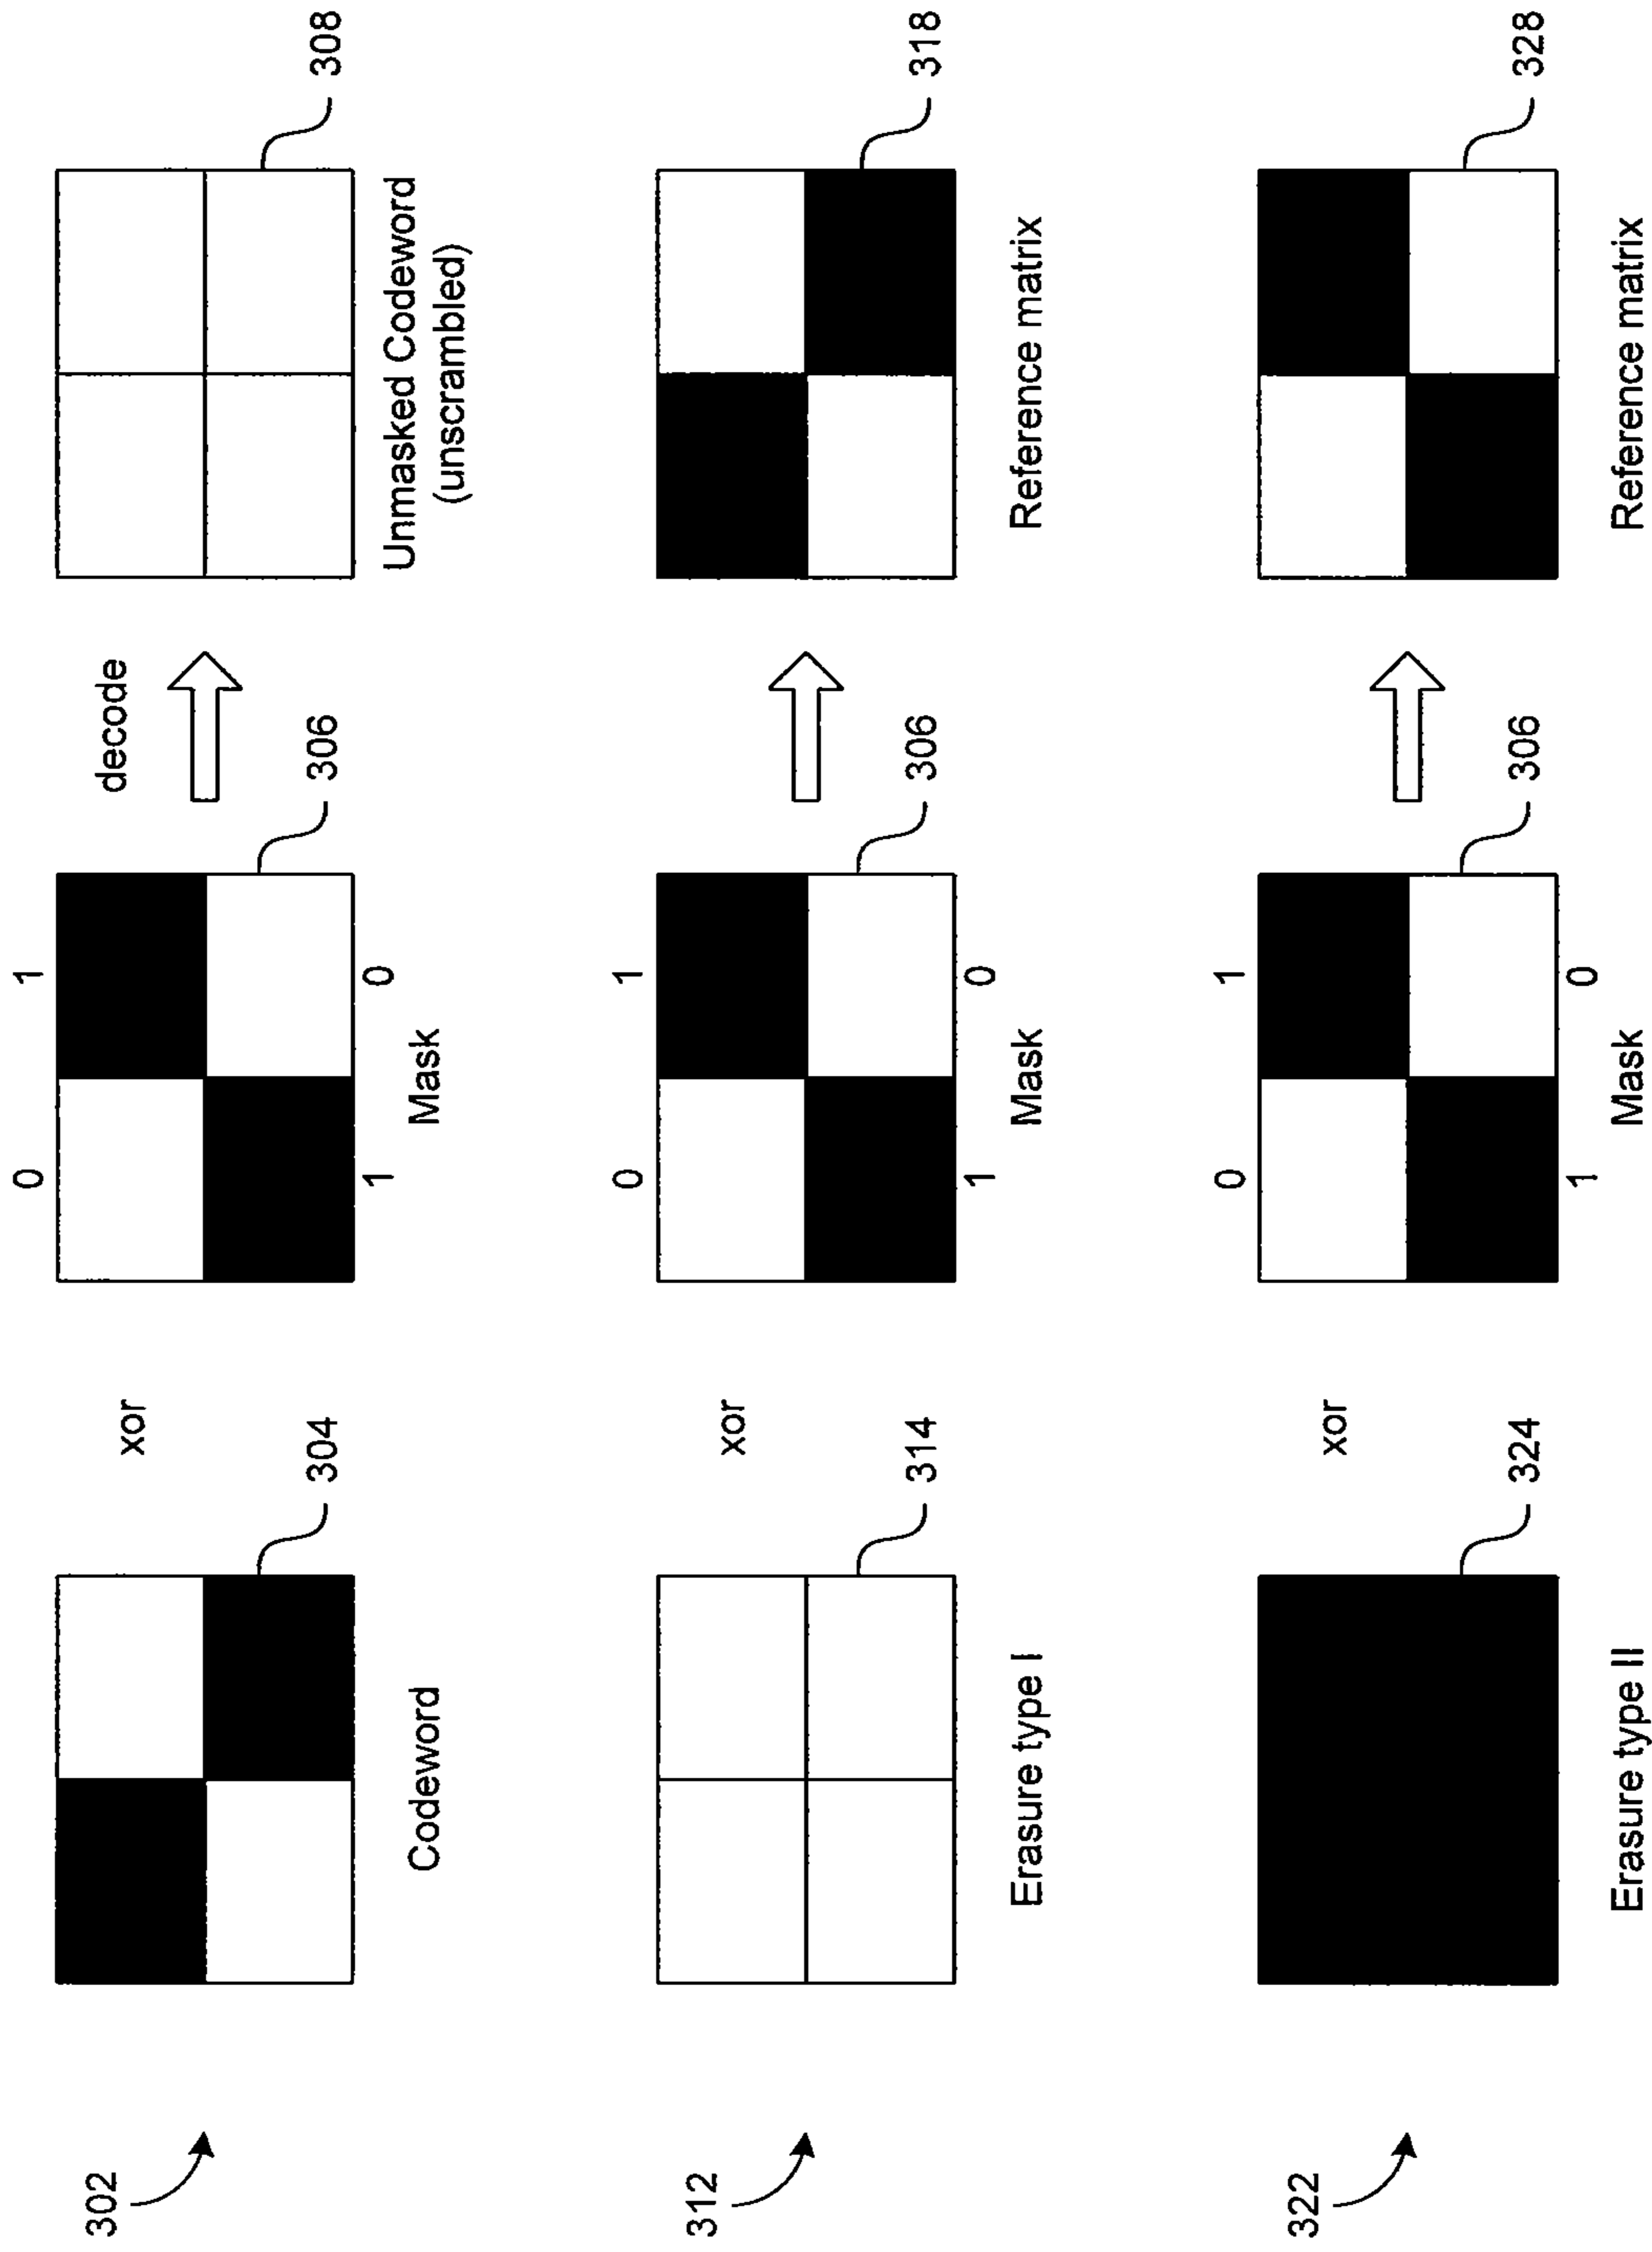 0 1
302 xor decode
304 306 308
1 0
Codeword Mask Unmasked Codeword
(unscrambled)
0 1
312 xor
314 306 318
1 0
Erasure type I Mask Reference matrix
0 1
322 xor
324 306 328
1 0
Erasure type II Mask Reference matrix